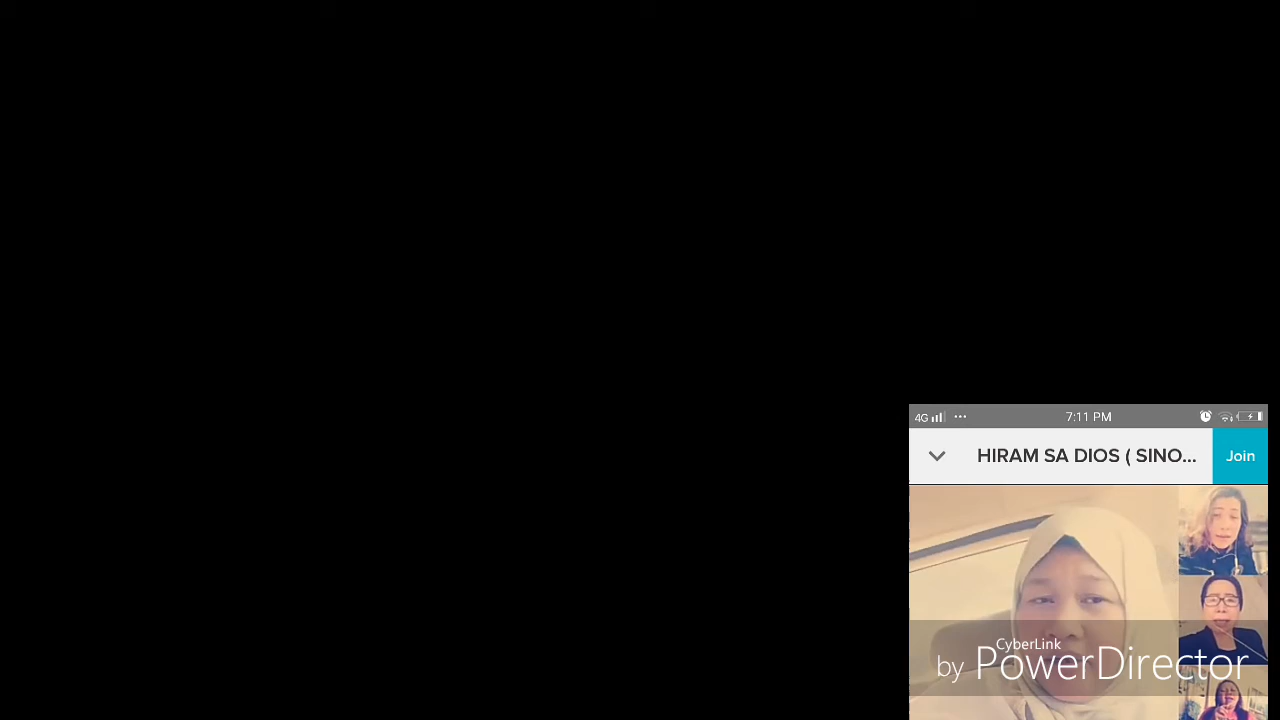 4G ... 7:11 PM
HIRAM SA DIOS ( SINO... Join
CyberLink
by PowerDirector